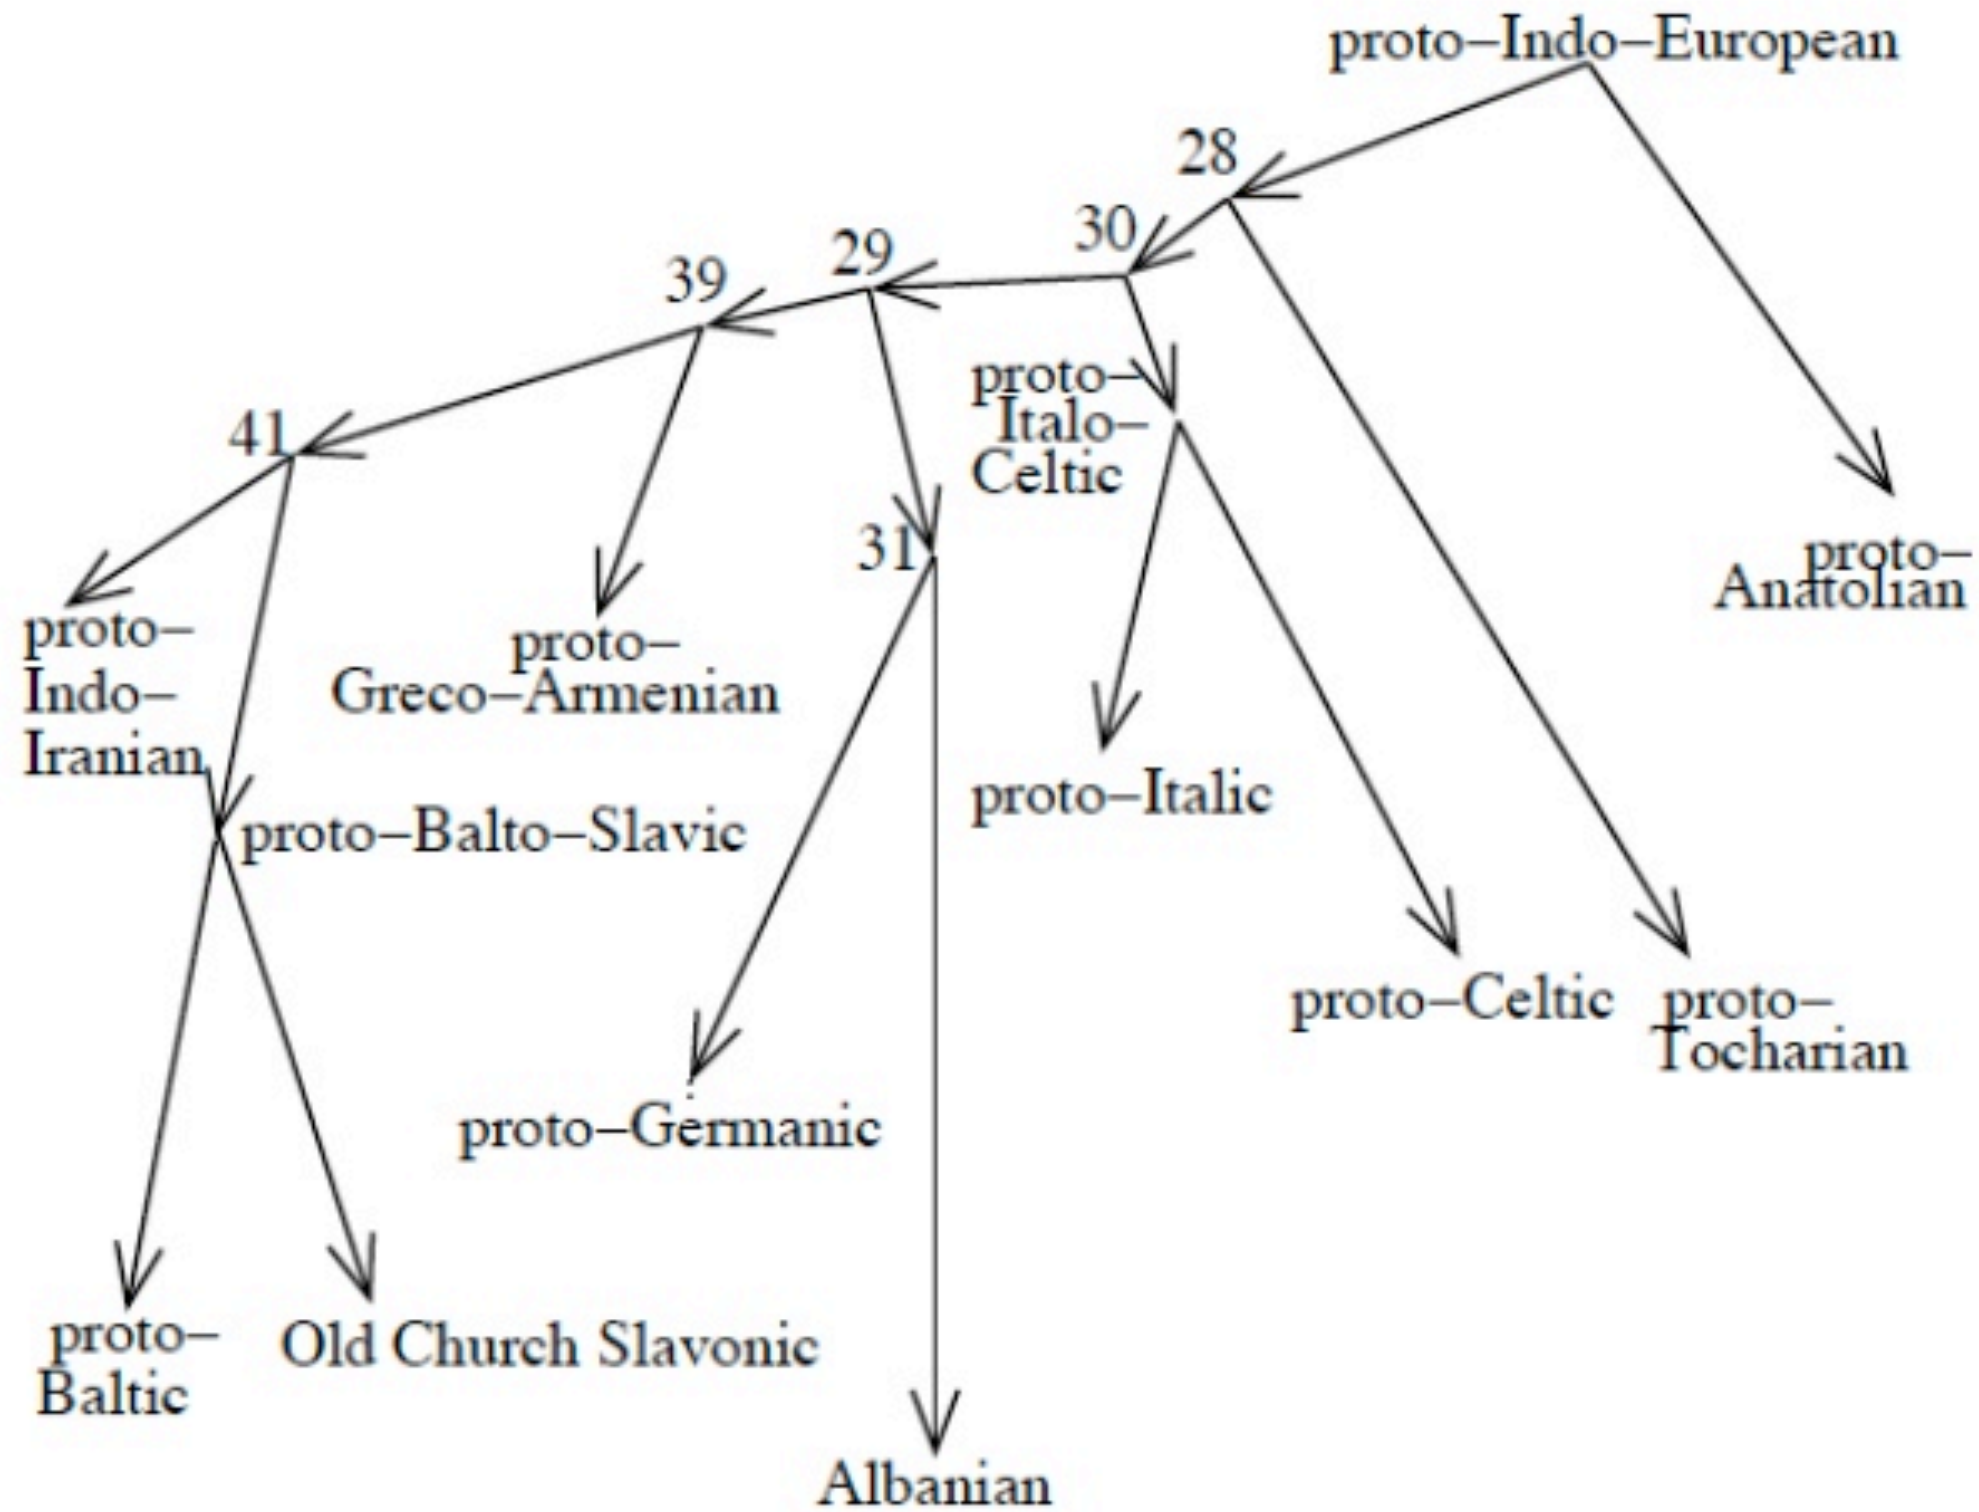 proto–Indo–European
28
30
29
39
proto–
Italo–
Celtic
41
31
proto–
Anatolian
proto–
Indo–
Iranian
proto–
Greco–Armenian
proto–Italic
proto–Balto–Slavic
proto–Celtic
proto–
Tocharian
proto–Germanic
proto–
Baltic
Old Church Slavonic
Albanian